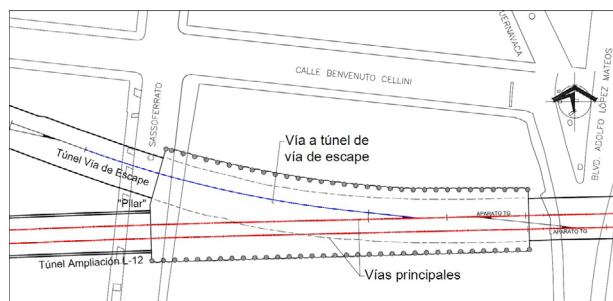 CUERNAVACA
CALLE BENVENUTO CELLINI
BLVD. ADOLFO LÓPEZ MATEOS
C. SASSOFERRATO
Vía a túnel de
vía de escape
Túnel Vía de Escape
"Pilar"
APARATO TG
APARATO TG
Túnel Ampliación L-12
Vías principales